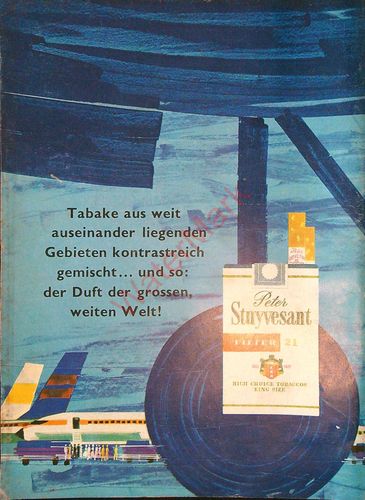 Tabake aus weit
auseinander liegenden
Gebieten kontrastreich
gemischt... und so:
der Duft der grossen,
weiten Welt!
WaterMark
Peter
Stuyvesant
FILTER 21
HIGH CHOICE TOBACCOS
KING SIZE